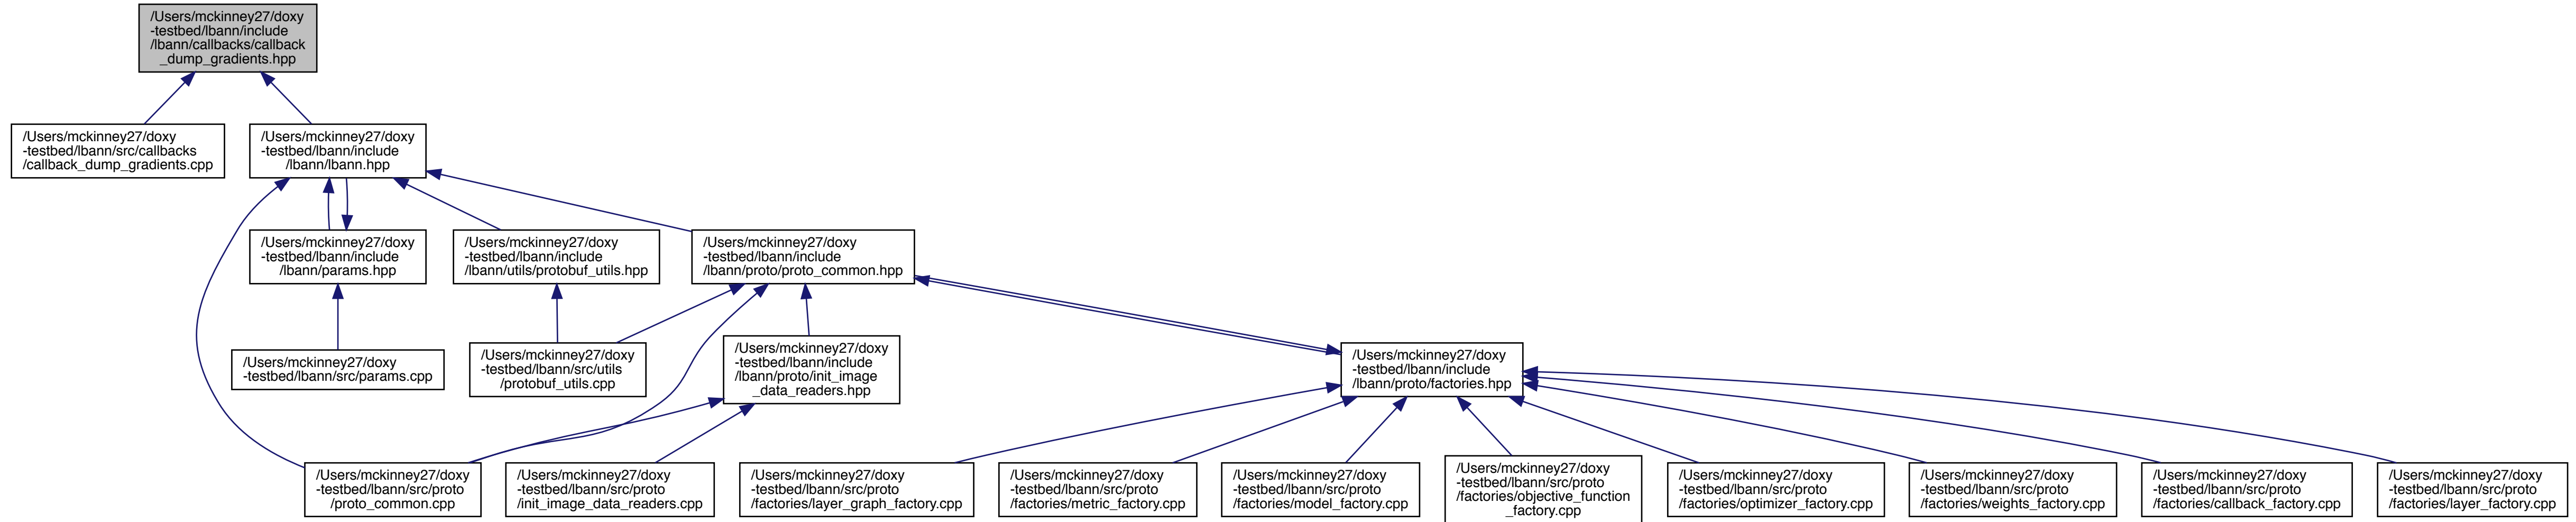 /Users/mckinney27/doxy
-testbed/lbann/include
/lbann/callbacks/callback
_dump_gradients.hpp
/Users/mckinney27/doxy
-testbed/lbann/src/callbacks
/callback_dump_gradients.cpp
/Users/mckinney27/doxy
-testbed/lbann/include
/lbann/lbann.hpp
/Users/mckinney27/doxy
-testbed/lbann/include
/lbann/params.hpp
/Users/mckinney27/doxy
-testbed/lbann/include
/lbann/utils/protobuf_utils.hpp
/Users/mckinney27/doxy
-testbed/lbann/include
/lbann/proto/proto_common.hpp
/Users/mckinney27/doxy
-testbed/lbann/src/params.cpp
/Users/mckinney27/doxy
-testbed/lbann/src/utils
/protobuf_utils.cpp
/Users/mckinney27/doxy
-testbed/lbann/include
/lbann/proto/init_image
_data_readers.hpp
/Users/mckinney27/doxy
-testbed/lbann/include
/lbann/proto/factories.hpp
/Users/mckinney27/doxy
-testbed/lbann/src/proto
/proto_common.cpp
/Users/mckinney27/doxy
-testbed/lbann/src/proto
/init_image_data_readers.cpp
/Users/mckinney27/doxy
-testbed/lbann/src/proto
/factories/layer_graph_factory.cpp
/Users/mckinney27/doxy
-testbed/lbann/src/proto
/factories/metric_factory.cpp
/Users/mckinney27/doxy
-testbed/lbann/src/proto
/factories/model_factory.cpp
/Users/mckinney27/doxy
-testbed/lbann/src/proto
/factories/objective_function
_factory.cpp
/Users/mckinney27/doxy
-testbed/lbann/src/proto
/factories/optimizer_factory.cpp
/Users/mckinney27/doxy
-testbed/lbann/src/proto
/factories/weights_factory.cpp
/Users/mckinney27/doxy
-testbed/lbann/src/proto
/factories/callback_factory.cpp
/Users/mckinney27/doxy
-testbed/lbann/src/proto
/factories/layer_factory.cpp